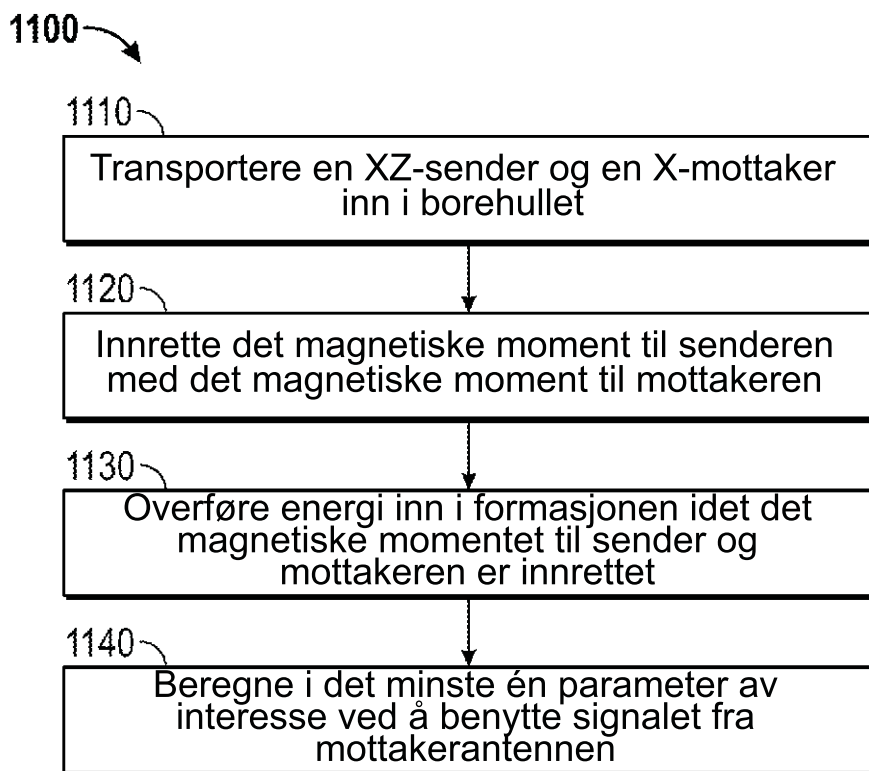 1100
1110
Transportere en XZ-sender og en X-mottaker
inn i borehullet
1120
Innrette det magnetiske moment til senderen
med det magnetiske moment til mottakeren
1130
Overføre energi inn i formasjonen idet det
magnetiske momentet til sender og
mottakeren er innrettet
1140
Beregne i det minste én parameter av
interesse ved å benytte signalet fra
mottakerantennen